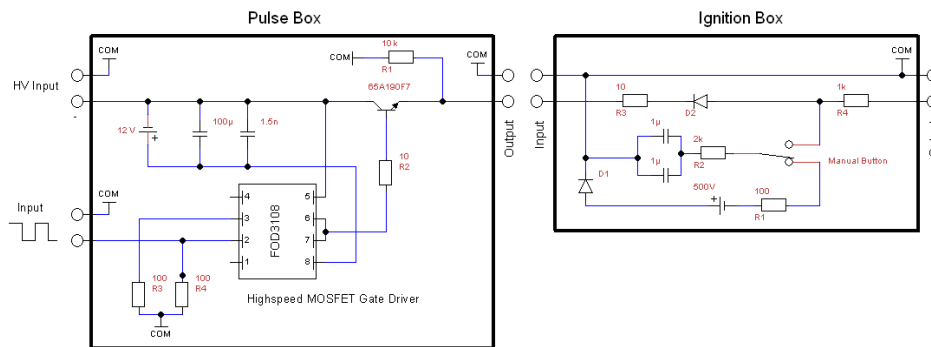 Pulse Box
Ignition Box
COM
HV Input
-
12 V
+
100µ
1.5n
COM
10k
R1
65A190F7
COM
Output
10
R2
Input
COM
4
3
2
1
5
6
7
8
FOD3108
100
R3
100
R4
COM
Highspeed MOSFET Gate Driver
Input
COM
10
R3
D2
1k
R4
1µ
1µ
2k
R2
Manual Button
D1
500V
+
100
R1